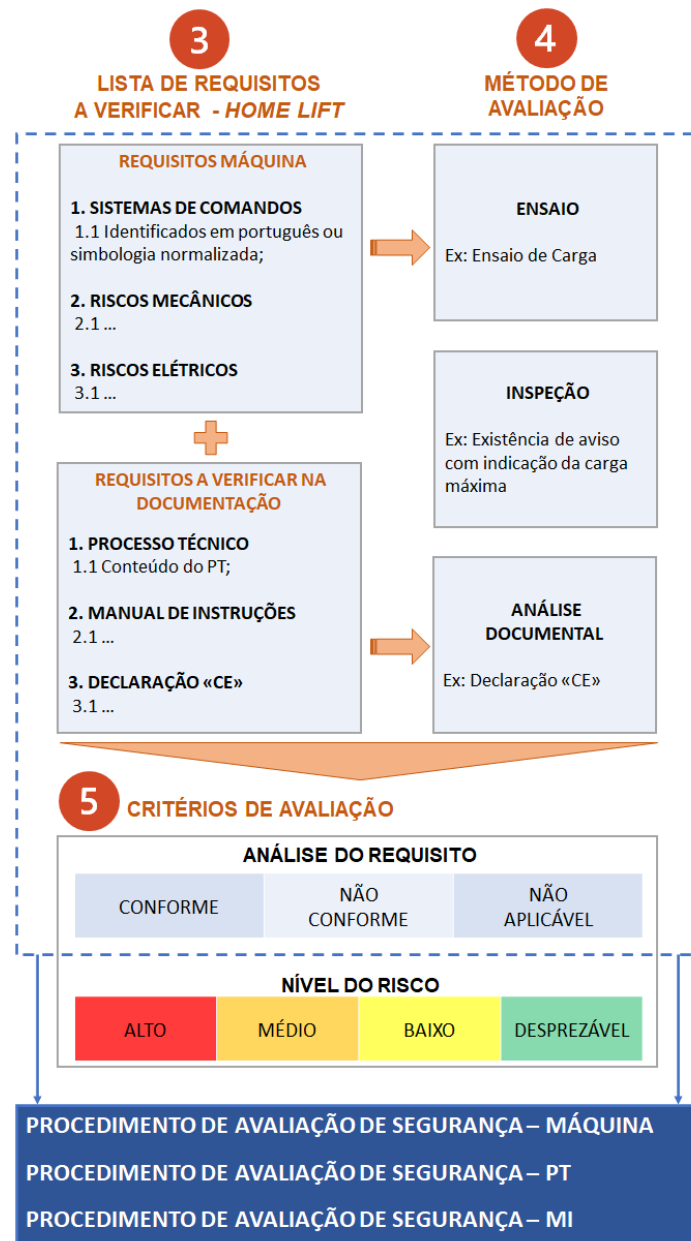 3
LISTA DE REQUISITOS
A VERIFICAR - HOME LIFT
REQUISITOS MÁQUINA
1. SISTEMAS DE COMANDOS
1.1 Identificados em português ou
simbologia normalizada;
2. RISCOS MECÂNICOS
2.1 ...
3. RISCOS ELÉTRICOS
3.1 ...
REQUISITOS A VERIFICAR NA
DOCUMENTAÇÃO
1. PROCESSO TÉCNICO
1.1 Conteúdo do PT;
2. MANUAL DE INSTRUÇÕES
2.1 ...
3. DECLARAÇÃO «CE»
3.1 ...
4
MÉTODO DE
AVALIAÇÃO
ENSAIO
Ex: Ensaio de Carga
INSPEÇÃO
Ex: Existência de aviso
com indicação da carga
máxima
ANÁLISE
DOCUMENTAL
Ex: Declaração «CE»
5
CRITÉRIOS DE AVALIAÇÃO
ANÁLISE DO REQUISITO
CONFORME
NÃO
CONFORME
NÃO
APLICÁVEL
NÍVEL DO RISCO
ALTO
MÉDIO
BAIXO
DESPREZÁVEL
PROCEDIMENTO DE AVALIAÇÃO DE SEGURANÇA – MÁQUINA
PROCEDIMENTO DE AVALIAÇÃO DE SEGURANÇA – PT
PROCEDIMENTO DE AVALIAÇÃO DE SEGURANÇA – MI